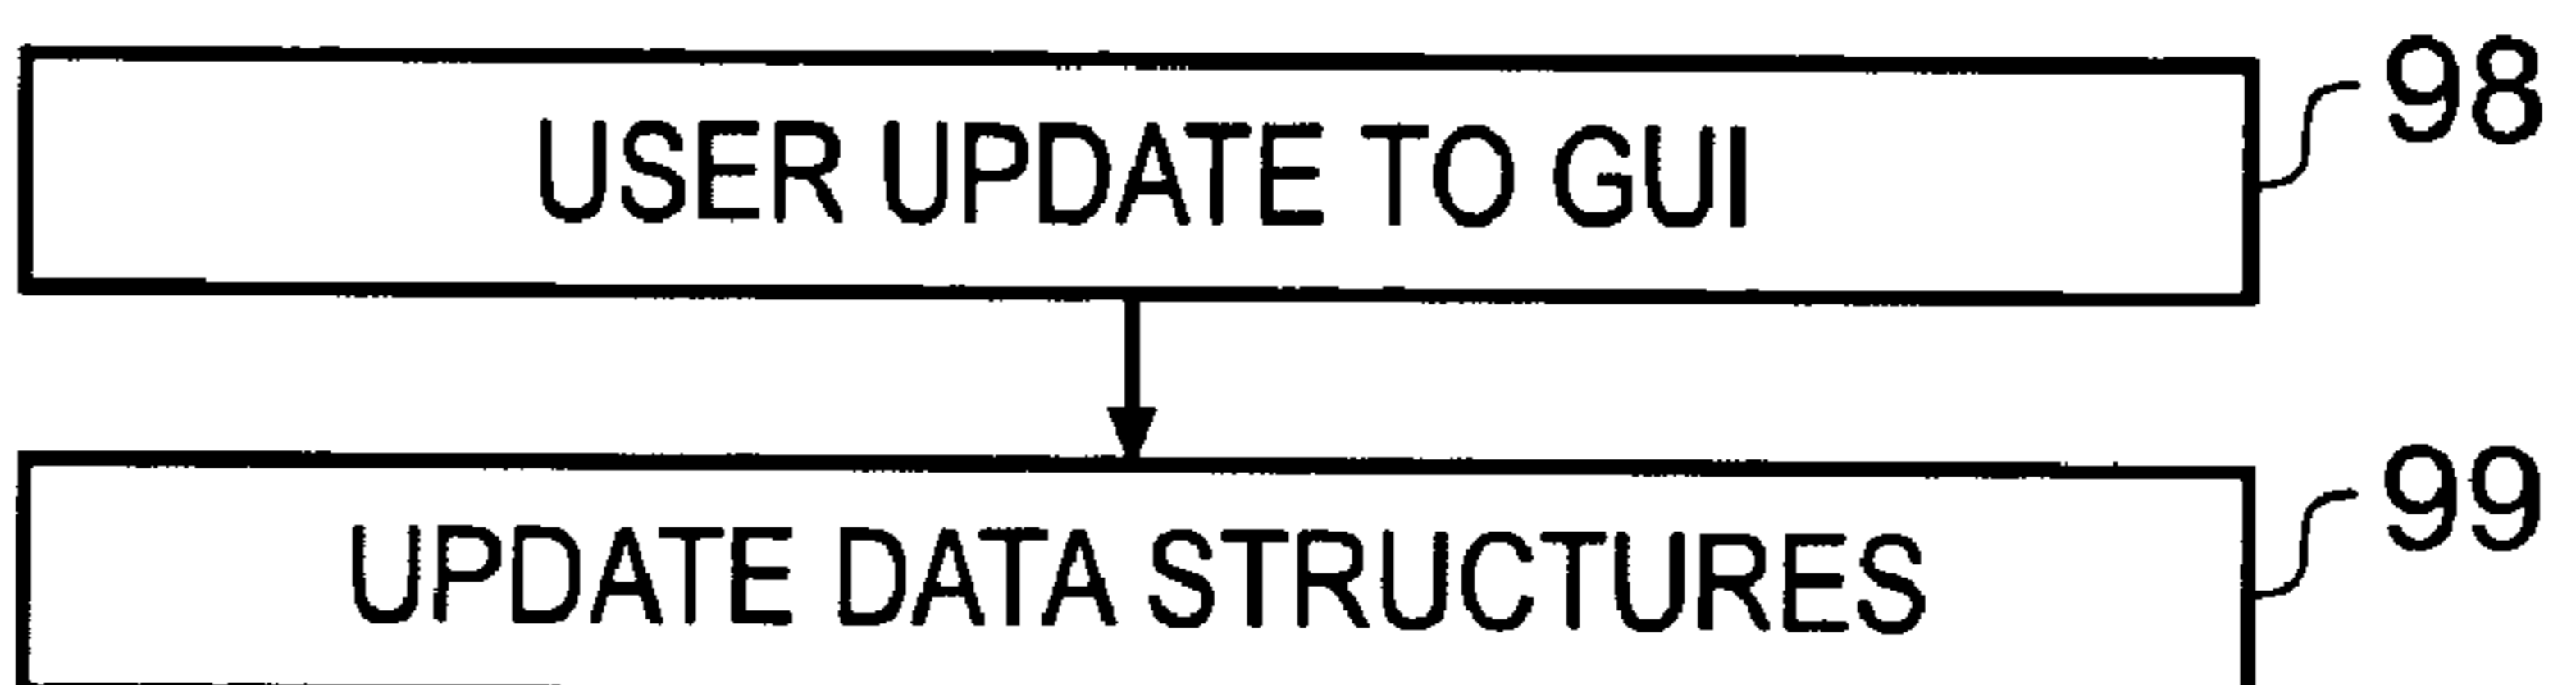 USER UPDATE TO GUI
98
UPDATE DATA STRUCTURES
99